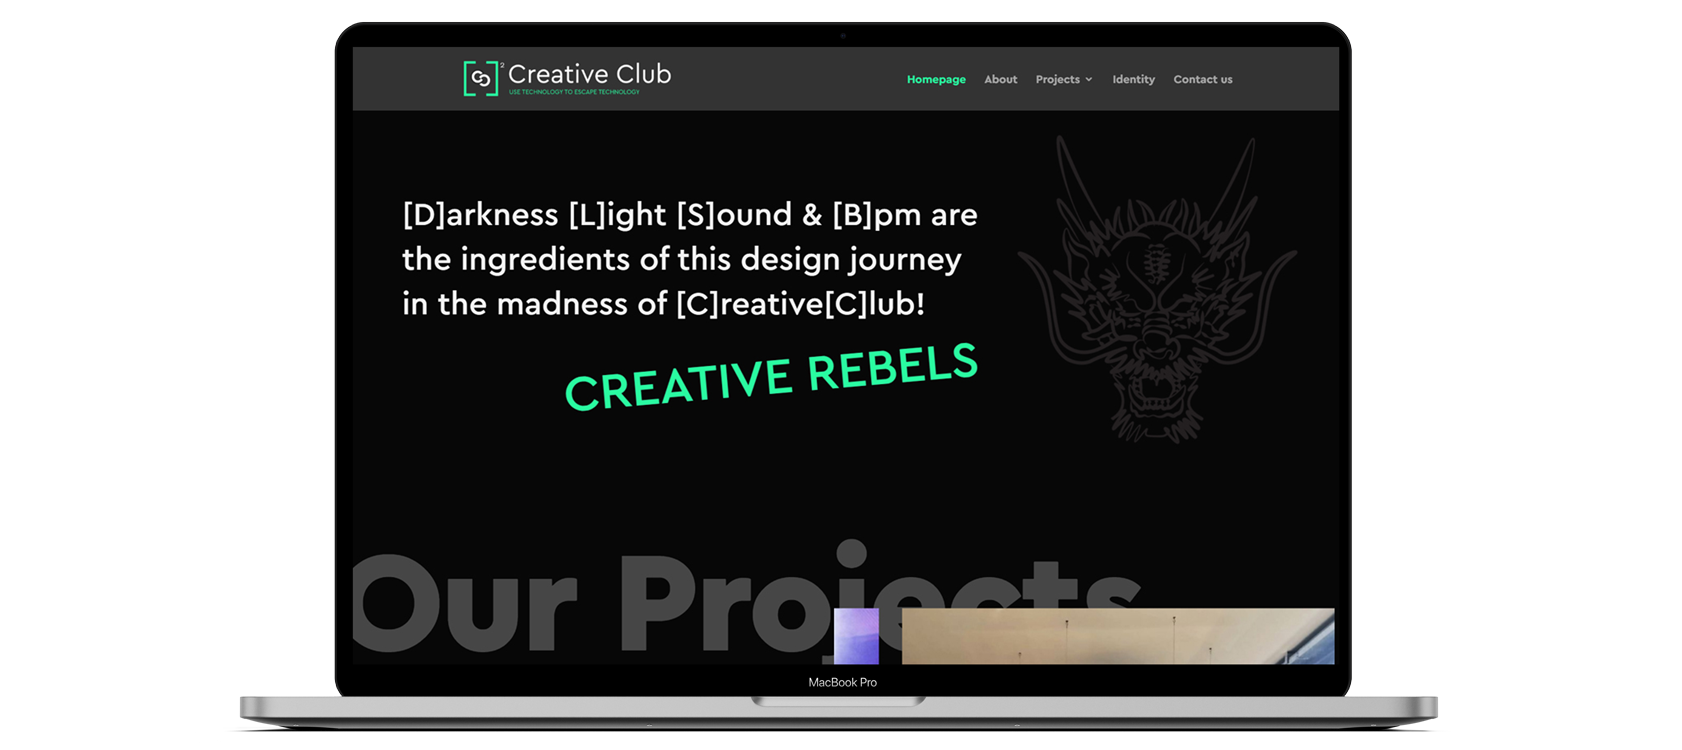 2 Creative Club
USE TECHNOLOGY TO ESCAPE TECHNOLOGY
Homepage About Projects Identity Contact us
[D]arkness [L]ight [S]ound & [B]pm are
the ingredients of this design journey
in the madness of [C]reative[C]lub!
CREATIVE REBELS
Our Projects
MacBook Pro